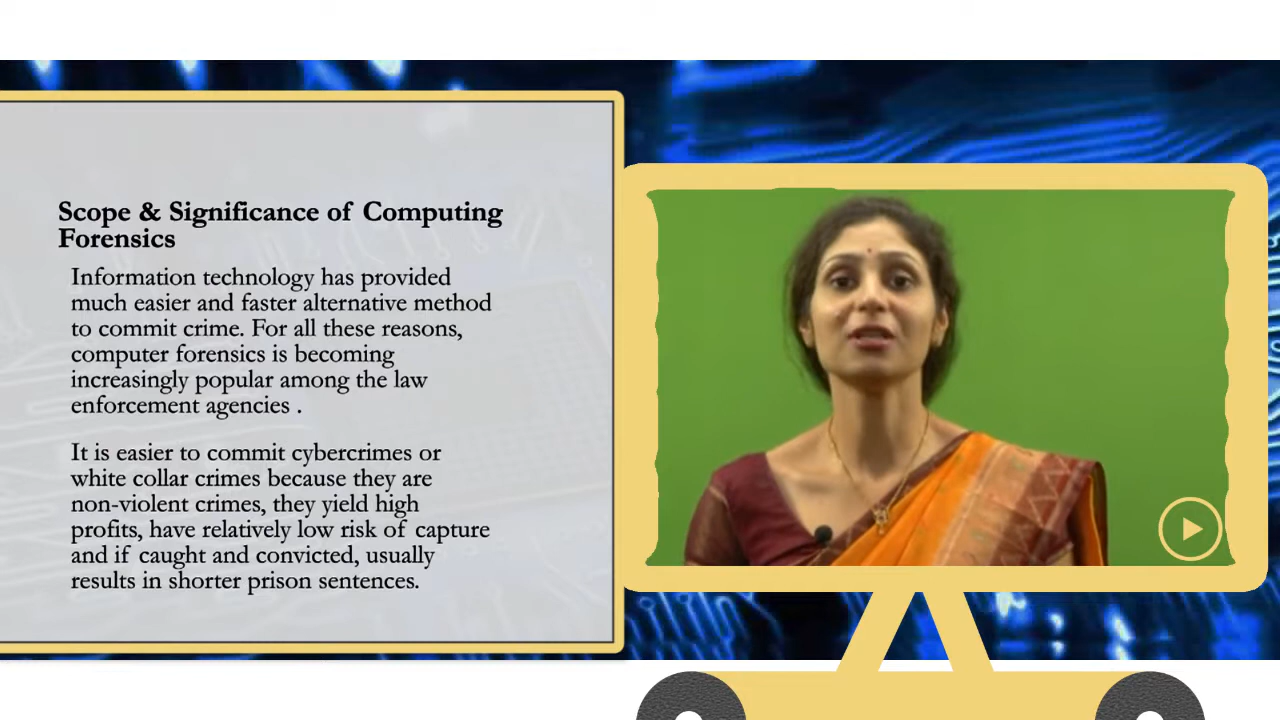 Scope & Significance of Computing
Forensics
Information technology has provided
much easier and faster alternative method
to commit crime. For all these reasons,
computer forensics is becoming
increasingly popular among the law
enforcement agencies .
It is easier to commit cybercrimes or
white collar crimes because they are
non-violent crimes, they yield high
profits, have relatively low risk of capture
and if caught and convicted, usually
results in shorter prison sentences.